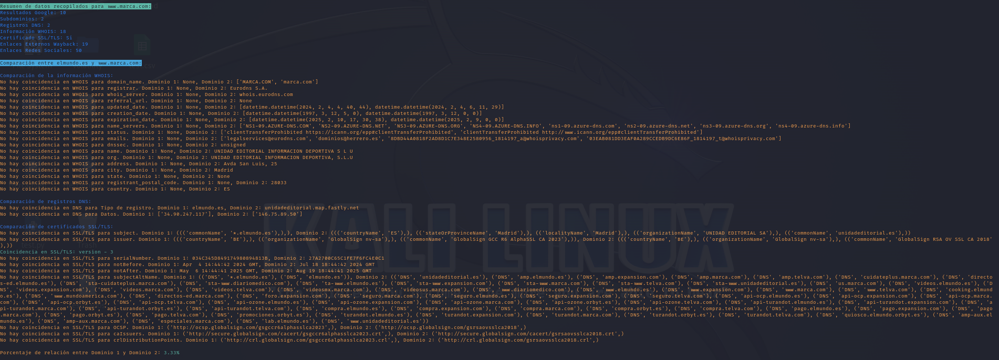 Resumen de datos recopilados para www.marca.com:
Resultados Google: 10
Subdominios: 2
Registros DNS: 2
Información WHOIS: 18
Certificado SSL/TLS: Sí
Enlaces Externos Wayback: 19
Enlaces Redes Sociales: 50
Comparación entre elmundo.es y www.marca.com:
Comparación de la información WHOIS:
No hay coincidencia en WHOIS para domain_name. Dominio 1: None, Dominio 2: ['MARCA.COM', 'marca.com']
No hay coincidencia en WHOIS para registrar. Dominio 1: None, Dominio 2: Eurodns S.A.
No hay coincidencia en WHOIS para whois_server. Dominio 1: None, Dominio 2: whois.eurodns.com
No hay coincidencia en WHOIS para referral_url. Dominio 1: None, Dominio 2: None
No hay coincidencia en WHOIS para updated_date. Dominio 1: None, Dominio 2: [datetime.datetime(2024, 2, 4, 4, 40, 44), datetime.datetime(2024, 2, 4, 6, 11, 29)]
No hay coincidencia en WHOIS para creation_date. Dominio 1: None, Dominio 2: [datetime.datetime(1997, 3, 12, 5, 0), datetime.datetime(1997, 3, 12, 0, 0)]
No hay coincidencia en WHOIS para expiration_date. Dominio 1: None, Dominio 2: [datetime.datetime(2025, 2, 10, 17, 30, 38), datetime.datetime(2025, 2, 9, 0, 0)]
No hay coincidencia en WHOIS para name_servers. Dominio 1: None, Dominio 2: ['NS1-09.AZURE-DNS.COM', 'NS2-09.AZURE-DNS.NET', 'NS3-09.AZURE-DNS.ORG', 'NS4-09.AZURE-DNS.INFO', 'ns1-09.azure-dns.com', 'ns2-09.azure-dns.net', 'ns3-09.azure-dns.org', 'ns4-09.azure-dns.info']
No hay coincidencia en WHOIS para status. Dominio 1: None, Dominio 2: ['clientTransferProhibited https://icann.org/epp#clientTransferProhibited', 'clientTransferProhibited http://www.icann.org/epp#clientTransferProhibited']
No hay coincidencia en WHOIS para emails. Dominio 1: None, Dominio 2: ['legalservices@eurodns.com', 'dominios@herrero.es', '8DBD44A0818F2AD8D1C7E348E2580956_1814197_a@whoisprivacy.com', '03EAB081DD3EAF0A289CCEDB9DC6E86F_1814197_t@whoisprivacy.com']
No hay coincidencia en WHOIS para dnssec. Dominio 1: None, Dominio 2: unsigned
No hay coincidencia en WHOIS para name. Dominio 1: None, Dominio 2: UNIDAD EDITORIAL INFORMACION DEPORTIVA S L U
No hay coincidencia en WHOIS para org. Dominio 1: None, Dominio 2: UNIDAD EDITORIAL INFORMACION DEPORTIVA, S.L.U
No hay coincidencia en WHOIS para address. Dominio 1: None, Dominio 2: Avda San Luis, 25
No hay coincidencia en WHOIS para city. Dominio 1: None, Dominio 2: Madrid
No hay coincidencia en WHOIS para state. Dominio 1: None, Dominio 2: None
No hay coincidencia en WHOIS para registrant_postal_code. Dominio 1: None, Dominio 2: 28033
No hay coincidencia en WHOIS para country. Dominio 1: None, Dominio 2: ES
Comparación de registros DNS:
No hay coincidencia en DNS para Tipo de registro. Dominio 1: elmundo.es, Dominio 2: unidadeditorial.map.fastly.net
No hay coincidencia en DNS para Datos. Dominio 1: ['34.90.247.117'], Dominio 2: ['146.75.89.50']
Comparación de certificados SSL/TLS:
No hay coincidencia en SSL/TLS para subject. Dominio 1: ((('commonName', '*.elmundo.es'),),), Dominio 2: ((('countryName', 'ES'),), (('stateOrProvinceName', 'Madrid'),), (('localityName', 'Madrid'),), (('organizationName', 'UNIDAD EDITORIAL SA'),), (('commonName', 'unidadeditorial.es'),))
No hay coincidencia en SSL/TLS para issuer. Dominio 1: ((('countryName', 'BE'),), (('organizationName', 'GlobalSign nv-sa'),), (('commonName', 'GlobalSign GCC R6 AlphaSSL CA 2023'),)), Dominio 2: ((('countryName', 'BE'),), (('organizationName', 'GlobalSign nv-sa'),), (('commonName', 'GlobalSign RSA OV SSL CA 2018'
),))
Coincidencia en SSL/TLS: version - 3
No hay coincidencia en SSL/TLS para serialNumber. Dominio 1: 034C345D849174980894813B, Dominio 2: 27A2700C65C1FE7F6FC4E0C1
No hay coincidencia en SSL/TLS para notBefore. Dominio 1: Apr  4 14:44:42 2024 GMT, Dominio 2: Jul 18 18:44:42 2024 GMT
No hay coincidencia en SSL/TLS para notAfter. Dominio 1: May  6 14:44:41 2025 GMT, Dominio 2: Aug 19 18:44:41 2025 GMT
No hay coincidencia en SSL/TLS para subjectAltName. Dominio 1: (('DNS', '*.elmundo.es'), ('DNS', 'elmundo.es')), Dominio 2: (('DNS', 'unidadeditorial.es'), ('DNS', 'amp.elmundo.es'), ('DNS', 'amp.expansion.com'), ('DNS', 'amp.marca.com'), ('DNS', 'amp.telva.com'), ('DNS', 'cuidateplus.marca.com'), ('DNS', 'directo
s-ed.elmundo.es'), ('DNS', 'sta-cuidateplus.marca.com'), ('DNS', 'sta-www.diariomedico.com'), ('DNS', 'ta-www.elmundo.es'), ('DNS', 'sta-www.expansion.com'), ('DNS', 'sta-www.marca.com'), ('DNS', 'sta-www.telva.com'), ('DNS', 'sta-www.unidadeditorial.es'), ('DNS', 'us.marca.com'), ('DNS', 'videos.elmundo.es'), ('D
NS', 'videos.expansion.com'), ('DNS', 'videos.marca.com'), ('DNS', 'videos.telva.com'), ('DNS', 'videosmx.marca.com'), ('DNS', 'videosus.marca.com'), ('DNS', 'www.diariomedico.com'), ('DNS', 'www.elmundo.es'), ('DNS', 'www.expansion.com'), ('DNS', 'www.marca.com'), ('DNS', 'www.telva.com'), ('DNS', 'cooking.elmund
o.es'), ('DNS', 'www.mundoamerica.com'), ('DNS', 'directos-ed.marca.com'), ('DNS', 'foro.expansion.com'), ('DNS', 'seguro.marca.com'), ('DNS', 'seguro.elmundo.es'), ('DNS', 'seguro.expansion.com'), ('DNS', 'seguro.telva.com'), ('DNS', 'api-ocp.elmundo.es'), ('DNS', 'api-ocp.expansion.com'), ('DNS', 'api-ocp.marca.
com'), ('DNS', 'api-ocp.orbyt.es'), ('DNS', 'api-ocp.telva.com'), ('DNS', 'api-ozone.elmundo.es'), ('DNS', 'api-ozone.expansion.com'), ('DNS', 'api-ozone.marca.com'), ('DNS', 'api-ozone.orbyt.es'), ('DNS', 'api-ozone.telva.com'), ('DNS', 'api-turandot.elmundo.es'), ('DNS', 'api-turandot.expansion.com'), ('DNS', 'a
pi-turandot.marca.com'), ('DNS', 'api-turandot.orbyt.es'), ('DNS', 'api-turandot.telva.com'), ('DNS', 'compra.elmundo.es'), ('DNS', 'compra.expansion.com'), ('DNS', 'compra.marca.com'), ('DNS', 'compra.orbyt.es'), ('DNS', 'compra.telva.com'), ('DNS', 'pago.elmundo.es'), ('DNS', 'pago.expansion.com'), ('DNS', 'pago
.marca.com'), ('DNS', 'pago.orbyt.es'), ('DNS', 'pago.telva.com'), ('DNS', 'promociones.orbyt.es'), ('DNS', 'turandot.elmundo.es'), ('DNS', 'turandot.expansion.com'), ('DNS', 'turandot.marca.com'), ('DNS', 'turandot.orbyt.es'), ('DNS', 'turandot.telva.com'), ('DNS', 'quiosco.elmundo.orbyt.es'), ('DNS', 'amp-aux.el
mundo.es'), ('DNS', 'amp-aux.marca.com'), ('DNS', 'especiales.marca.com'), ('DNS', 'lab.elmundo.es'), ('DNS', 'www.unidadeditorial.es'))
No hay coincidencia en SSL/TLS para OCSP. Dominio 1: ('http://ocsp.globalsign.com/gsgccr6alphasslca2023',), Dominio 2: ('http://ocsp.globalsign.com/gsrsaovsslca2018',)
No hay coincidencia en SSL/TLS para caIssuers. Dominio 1: ('http://secure.globalsign.com/cacert/gsgccr6alphasslca2023.crt',), Dominio 2: ('http://secure.globalsign.com/cacert/gsrsaovsslca2018.crt',)
No hay coincidencia en SSL/TLS para crlDistributionPoints. Dominio 1: ('http://crl.globalsign.com/gsgccr6alphasslca2023.crl',), Dominio 2: ('http://crl.globalsign.com/gsrsaovsslca2018.crl',)
Porcentaje de relación entre Dominio 1 y Dominio 2: 3.33%
KALI LINUX
test.py
Trash